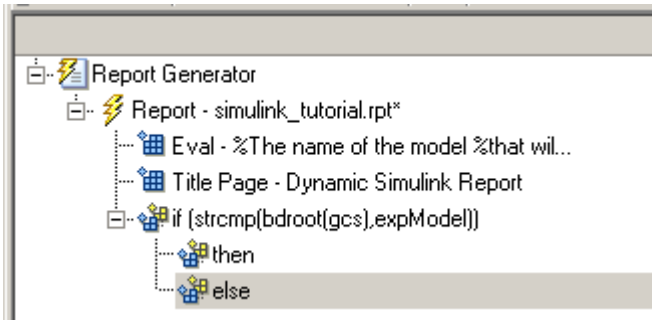 Report Generator
Report - simulink_tutorial.rpt*
Eval - %The name of the model %that wil...
Title Page - Dynamic Simulink Report
if (strcmp(bdroot(gcs),expModel))
then
else